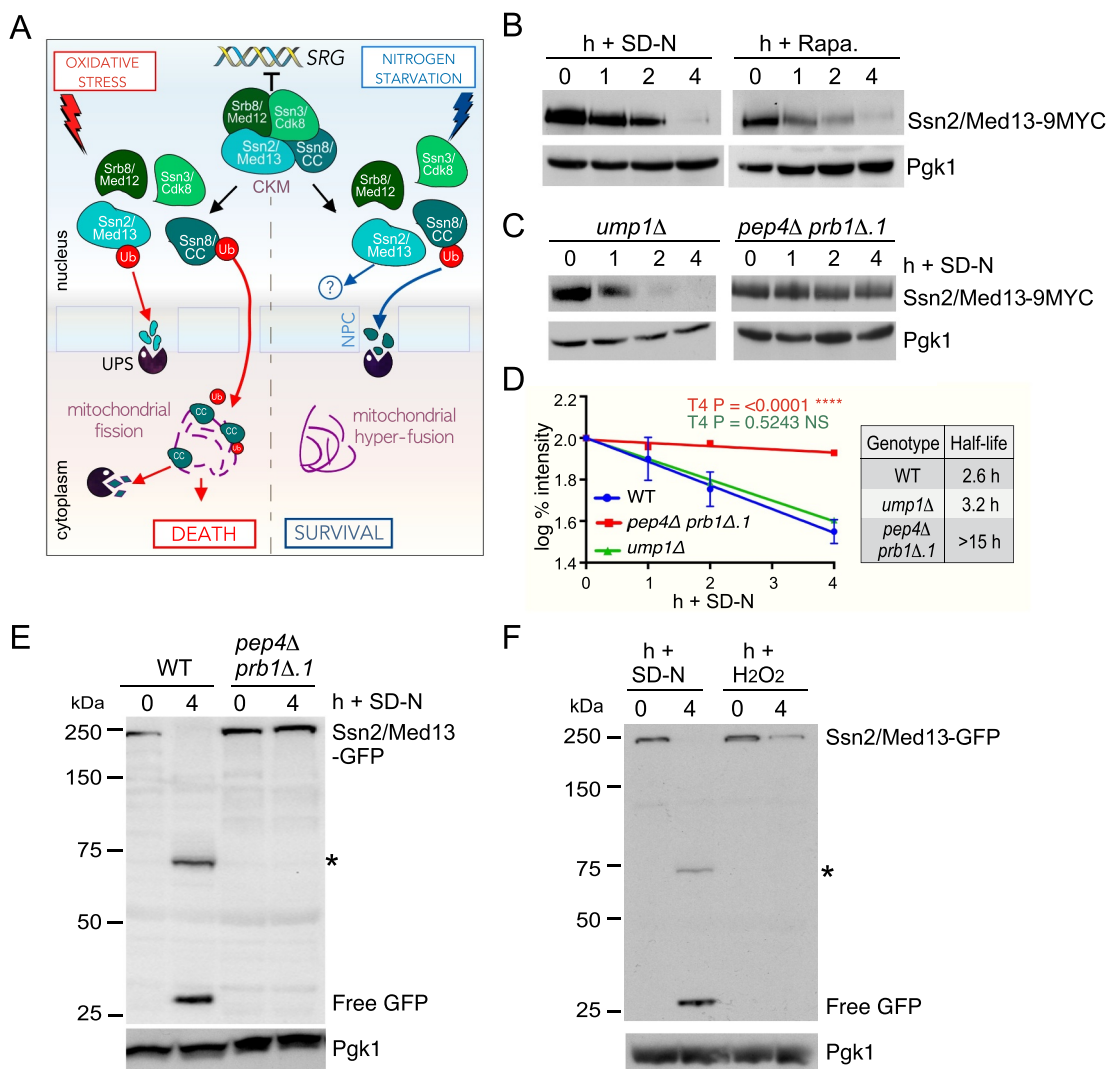 A
OXIDATIVE
STRESS
SRG
NITROGEN
STARVATION
Srb8/
Med12
Ssn3/
Cdk8
Ssn2/
Med13
Ssn8/
CC
CKM
Srb8/
Med12
Ssn3/
Cdk8
Ssn2/
Med13
Ub
Ssn8/
CC
Ub
Srb8/
Med12
Ssn3/
Cdk8
Ssn2/
Med13
Ssn8/
CC
Ub
?
nucleus
NPC
UPS
mitochondrial
fission
Ub
CC
CC
Ub
CC
mitochondrial
hyper-fusion
cytoplasm
DEATH
SURVIVAL
B
h + SD-N
h + Rapa.
0 1 2 4 0 1 2 4
Ssn2/Med13-9MYC
Pgk1
C
ump1Δ
pep4Δ prb1Δ.1
0 1 2 4 0 1 2 4
h + SD-N
Ssn2/Med13-9MYC
Pgk1
D
T4 P = <0.0001 ****
T4 P = 0.5243 NS
log % intensity
2.2
2.0
1.8
1.6
1.4
WT
pep4Δ prb1Δ.1
ump1Δ
0 1 2 3 4
h + SD-N
Genotype Half-life
WT 2.6 h
ump1Δ 3.2 h
pep4Δ
prb1Δ.1 >15 h
E
WT
pep4Δ
prb1Δ.1
kDa
0 4 0 4 h + SD-N
250
150
75
50
25
Ssn2/Med13
-GFP
*
Free GFP
Pgk1
F
h +
SD-N
h +
H2O2
kDa
0 4 0 4
250
150
75
50
25
Ssn2/Med13-GFP
*
Free GFP
Pgk1